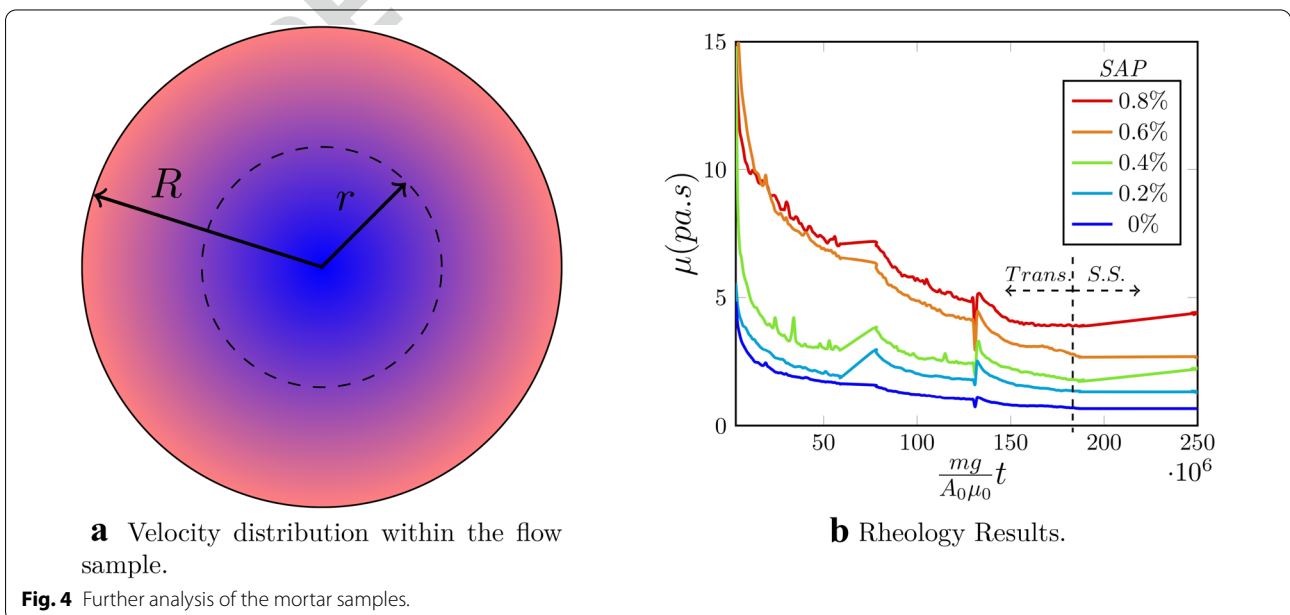 R
r
a Velocity distribution within the flow
sample.
15
10
5
0
μ(pa.s)
SAP
0.8%
0.6%
0.4%
0.2%
0%
Trans.
S.S.
50
100
150
200
250
·10⁶
mg/A₀μ₀ t
b Rheology Results.
Fig. 4 Further analysis of the mortar samples.